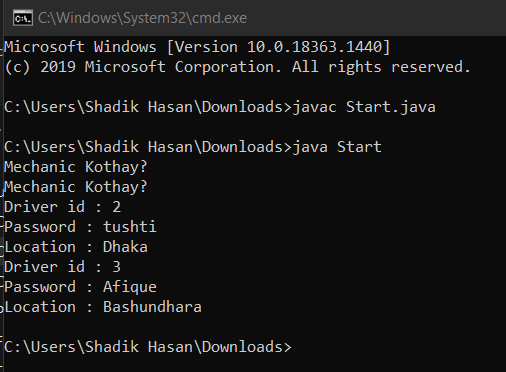 C:\Windows\System32\cmd.exe
Microsoft Windows [Version 10.0.18363.1440]
(c) 2019 Microsoft Corporation. All rights reserved.
C:\Users\Shadik Hasan\Downloads>javac Start.java
C:\Users\Shadik Hasan\Downloads>java Start
Mechanic Kothay?
Mechanic Kothay?
Driver id : 2
Password : tushti
Location : Dhaka
Driver id : 3
Password : Afique
Location : Bashundhara
C:\Users\Shadik Hasan\Downloads>